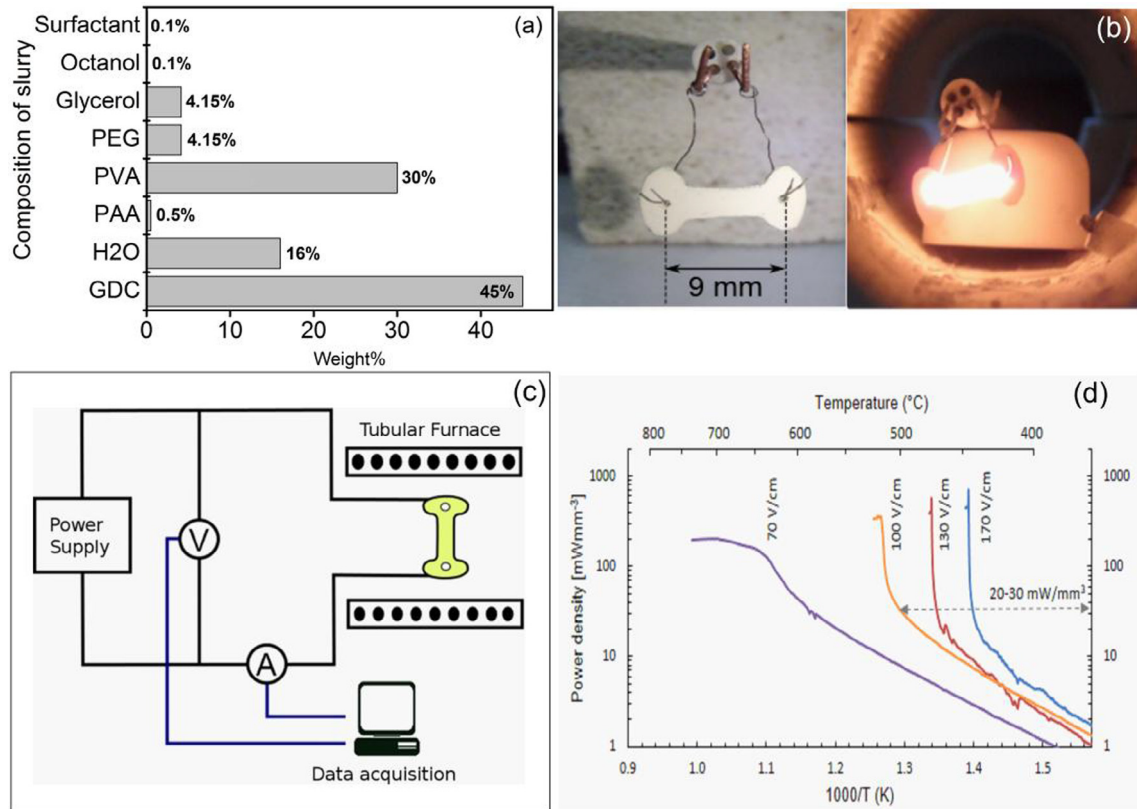 (a)
Composition of slurry
Surfactant 0.1%
Octanol 0.1%
Glycerol 4.15%
PEG 4.15%
PVA 30%
PAA 0.5%
H2O 16%
GDC 45%
0 10 20 30 40
Weight%
9 mm
(b)
(c)
Tubular Furnace
Power
Supply
V
A
Data acquisition
(d)
Temperature (°C)
800 700 600 500 400
Power density [mWmm⁻³]
1000 1000
100 100
10 10
1 1
70 V/cm
100 V/cm
130 V/cm
170 V/cm
20-30 mW/mm³
0.9 1.0 1.1 1.2 1.3 1.4 1.5
1000/T (K)